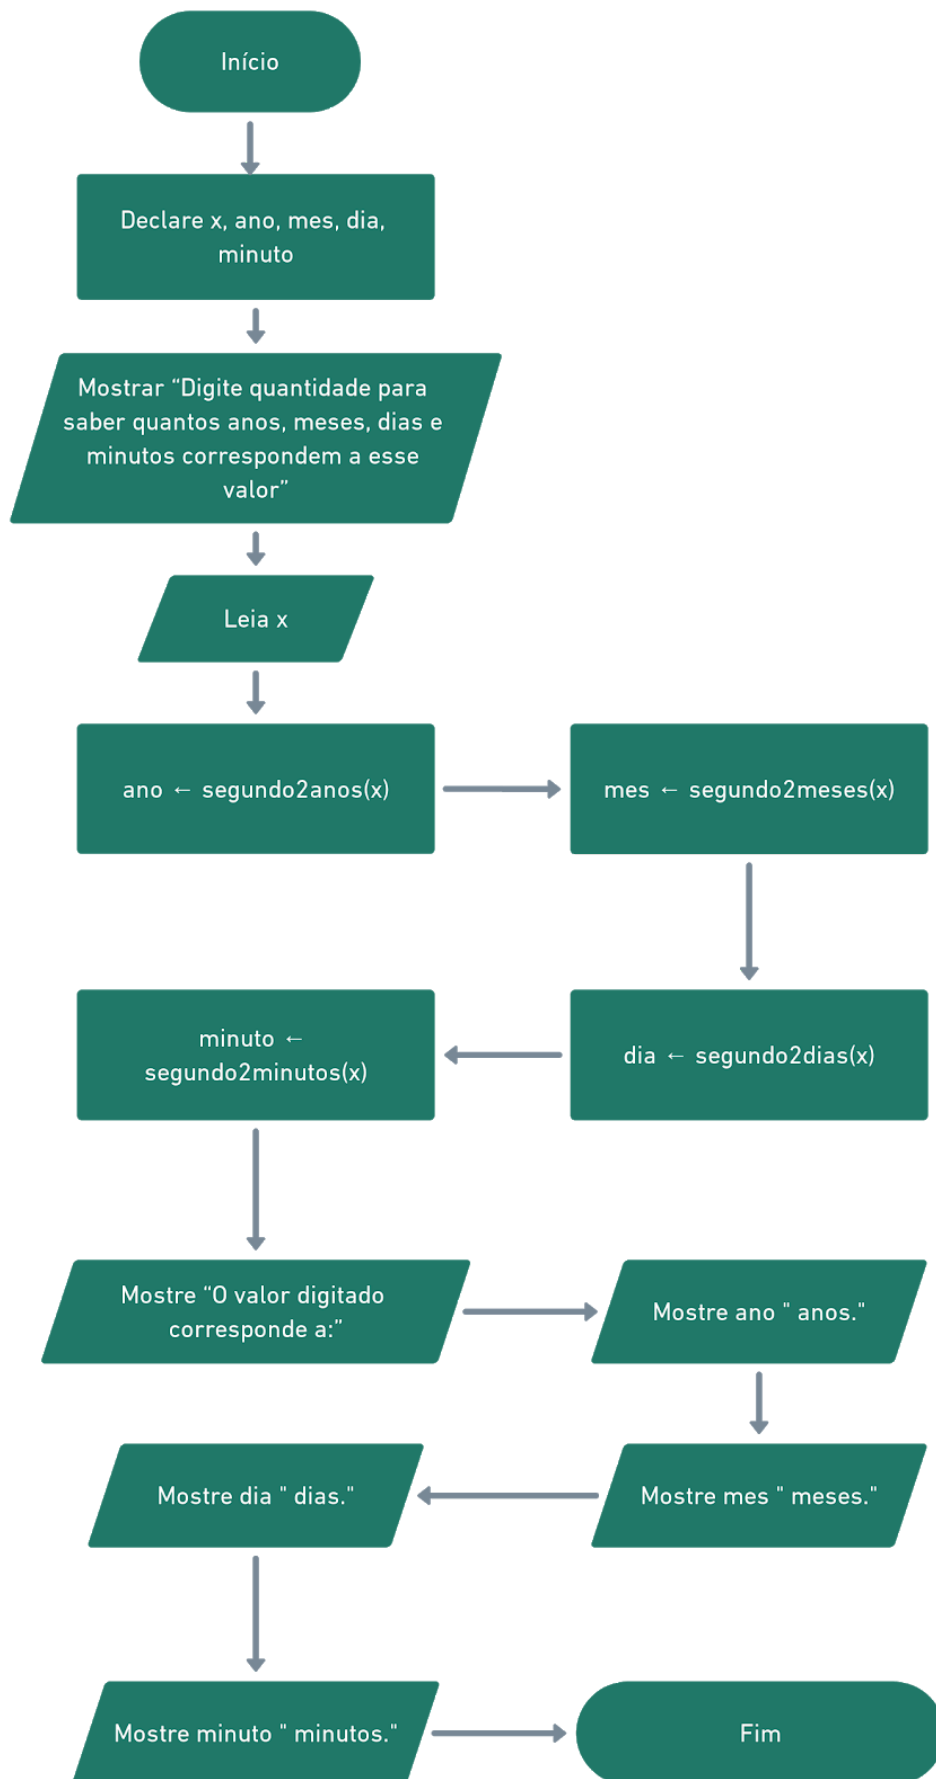 Início
Declare x, ano, mes, dia,
minuto
Mostrar “Digite quantidade para
saber quantos anos, meses, dias e
minutos correspondem a esse
valor”
Leia x
ano ← segundo2anos(x)
mes ← segundo2meses(x)
dia ← segundo2dias(x)
minuto ←
segundo2minutos(x)
Mostre “O valor digitado
corresponde a:”
Mostre ano " anos."
Mostre mes " meses."
Mostre dia " dias."
Mostre minuto " minutos."
Fim